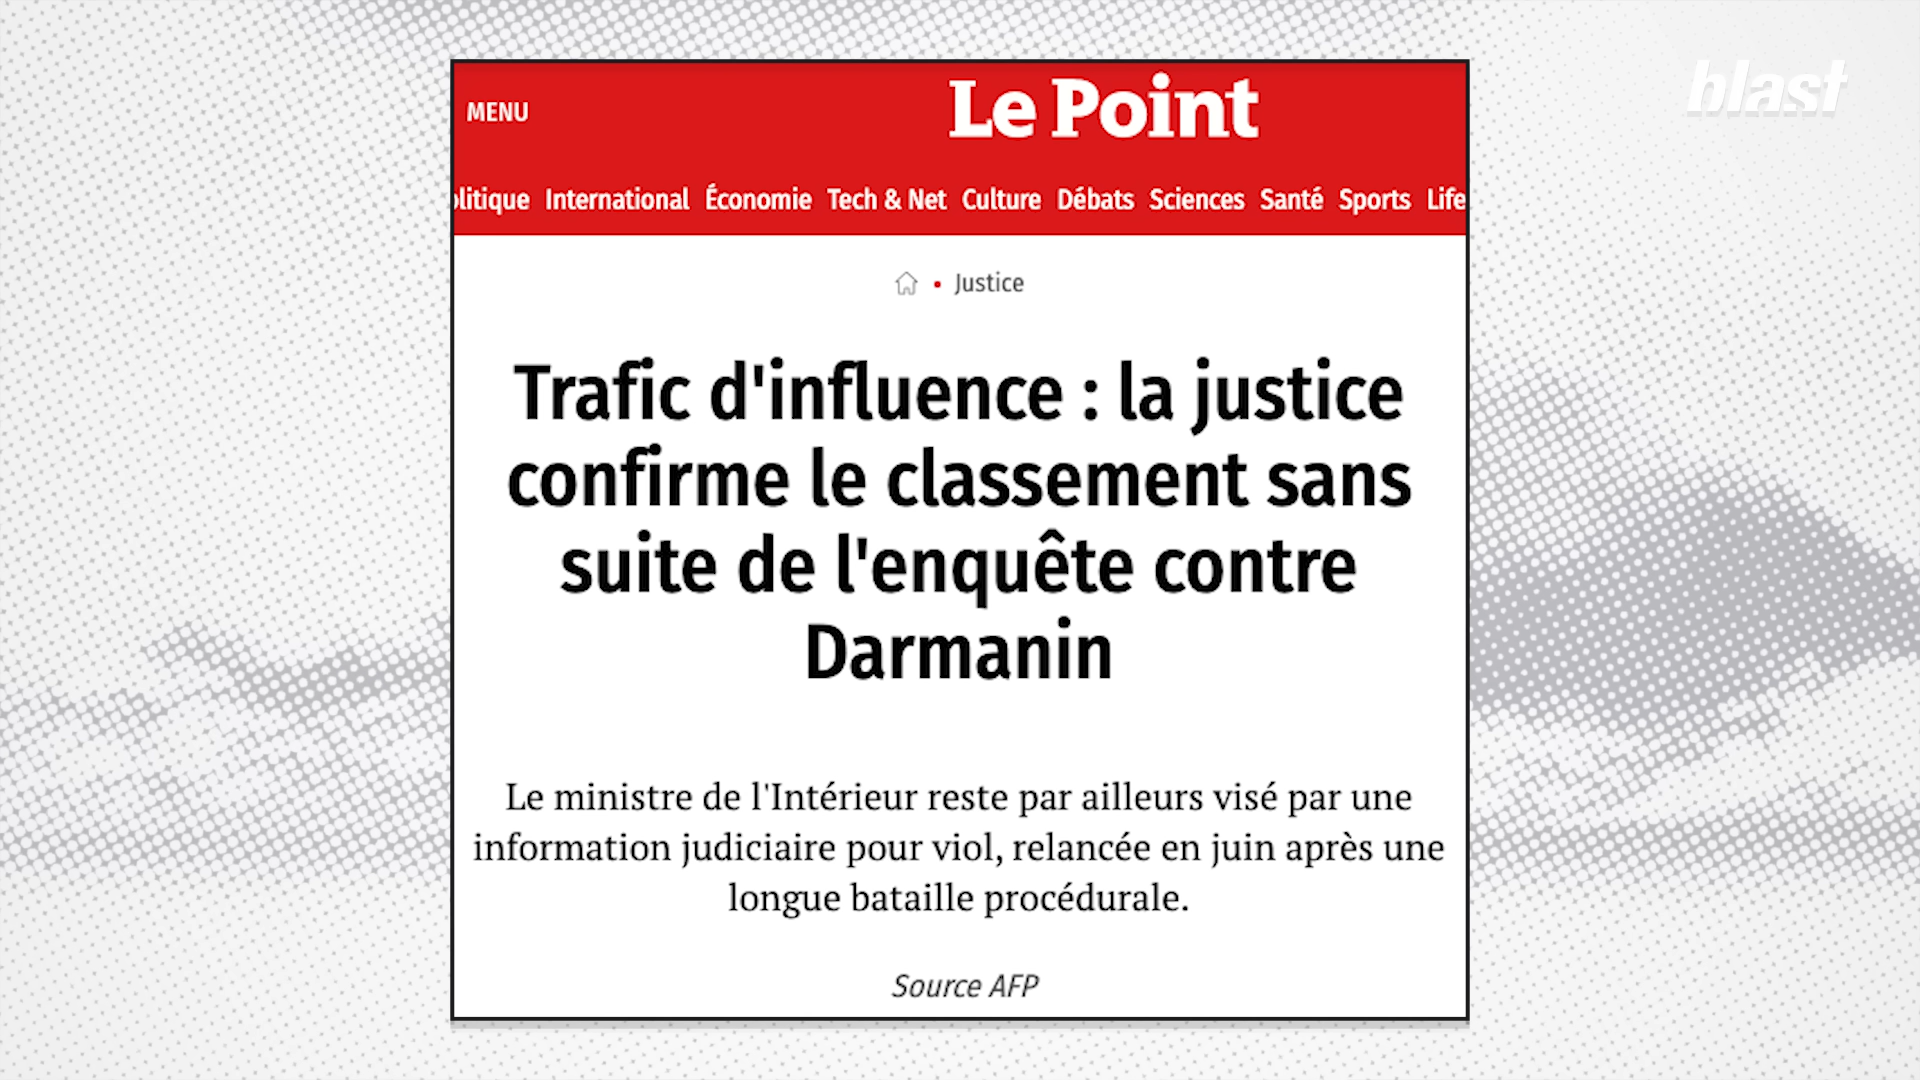 blast
MENU
Le Point
litique International Économie Tech & Net Culture Débats Sciences Santé Sports Life
Justice
Trafic d'influence : la justice
confirme le classement sans
suite de l'enquête contre
Darmanin
Le ministre de l'Intérieur reste par ailleurs visé par une
information judiciaire pour viol, relancée en juin après une
longue bataille procédurale.
Source AFP